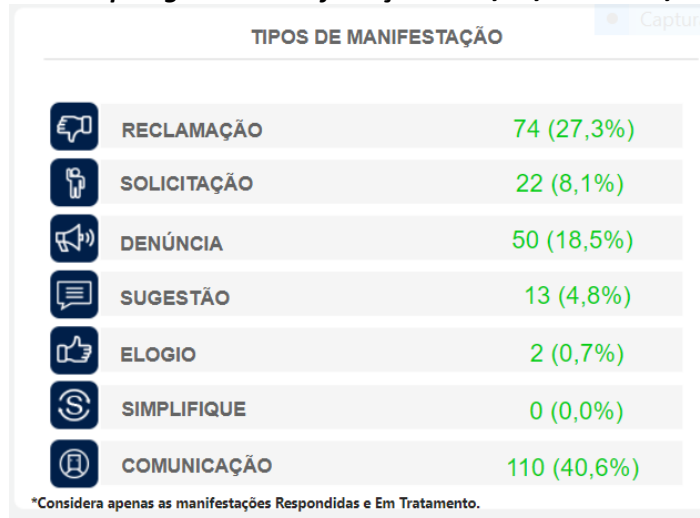 TIPOS DE MANIFESTAÇÃO
Captur
RECLAMAÇÃO 74 (27,3%)
SOLICITAÇÃO 22 (8,1%)
DENÚNCIA 50 (18,5%)
SUGESTÃO 13 (4,8%)
ELOGIO 2 (0,7%)
SIMPLIFIQUE 0 (0,0%)
COMUNICAÇÃO 110 (40,6%)
*Considera apenas as manifestações Respondidas e Em Tratamento.